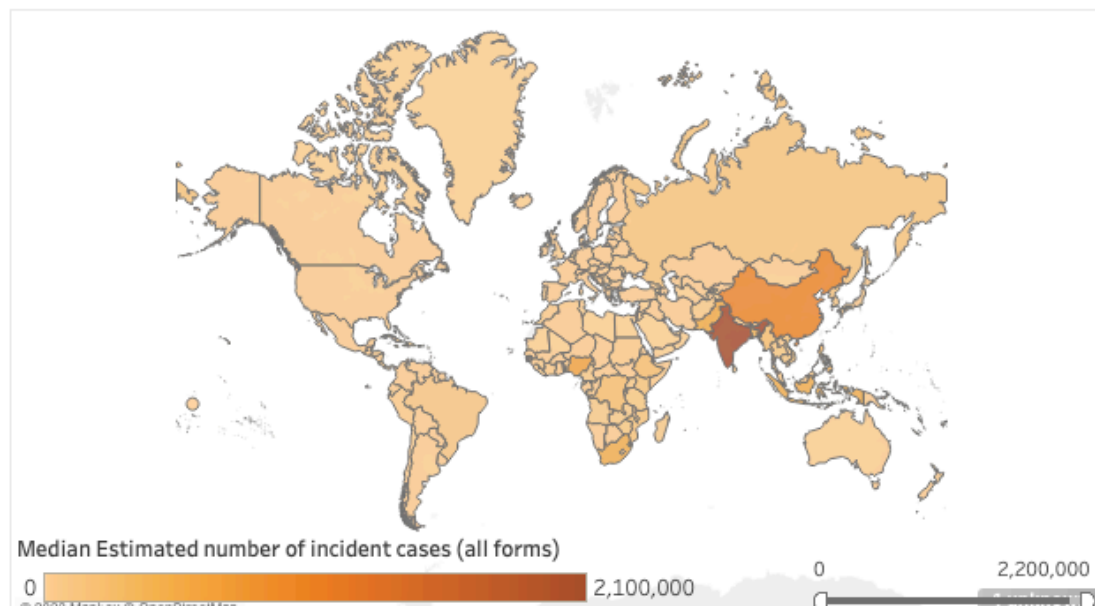 Median Estimated number of incident cases (all forms)
0
2,100,000
0
2,200,000